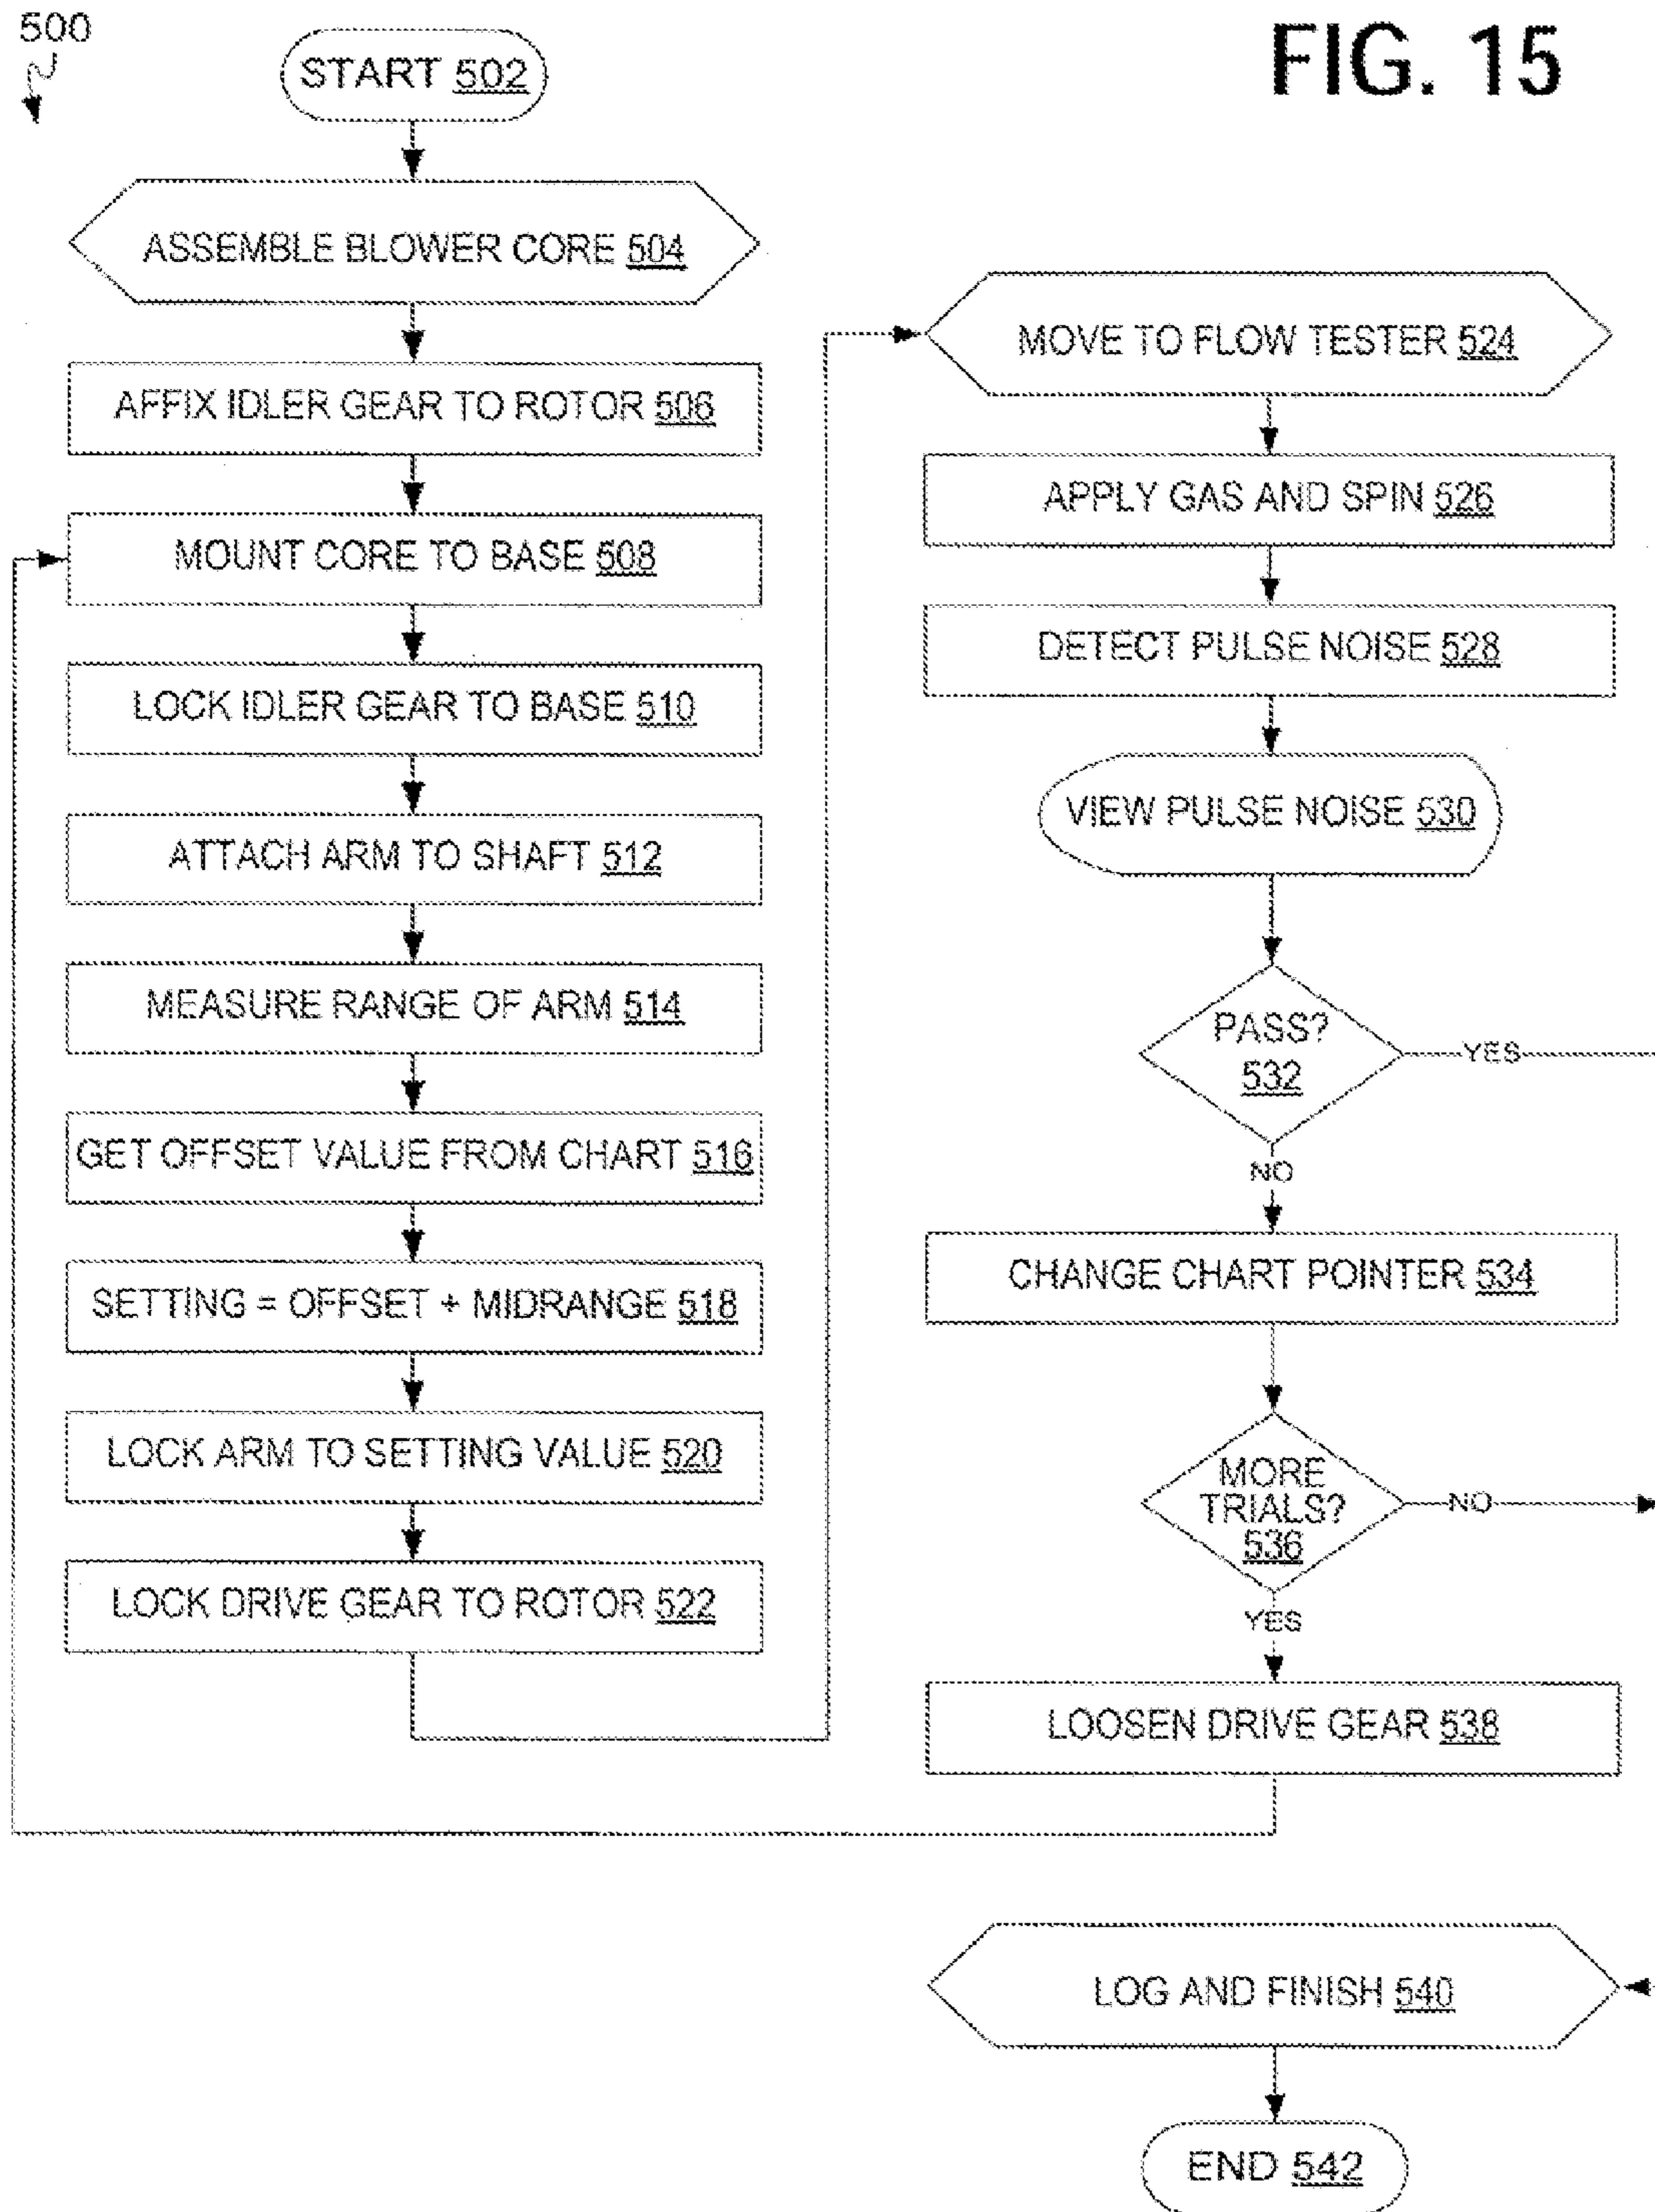 500
FIG. 15
START 502
ASSEMBLE BLOWER CORE 504
AFFIX IDLER GEAR TO ROTOR 506
MOUNT CORE TO BASE 508
LOCK IDLER GEAR TO BASE 510
ATTACH ARM TO SHAFT 512
MEASURE RANGE OF ARM 514
GET OFFSET VALUE FROM CHART 516
SETTING = OFFSET + MIDRANGE 518
LOCK ARM TO SETTING VALUE 520
LOCK DRIVE GEAR TO ROTOR 522
MOVE TO FLOW TESTER 524
APPLY GAS AND SPIN 526
DETECT PULSE NOISE 528
VIEW PULSE NOISE 530
PASS?
532
YES
NO
CHANGE CHART POINTER 534
MORE
TRIALS?
536
NO
YES
LOOSEN DRIVE GEAR 538
LOG AND FINISH 540
END 542